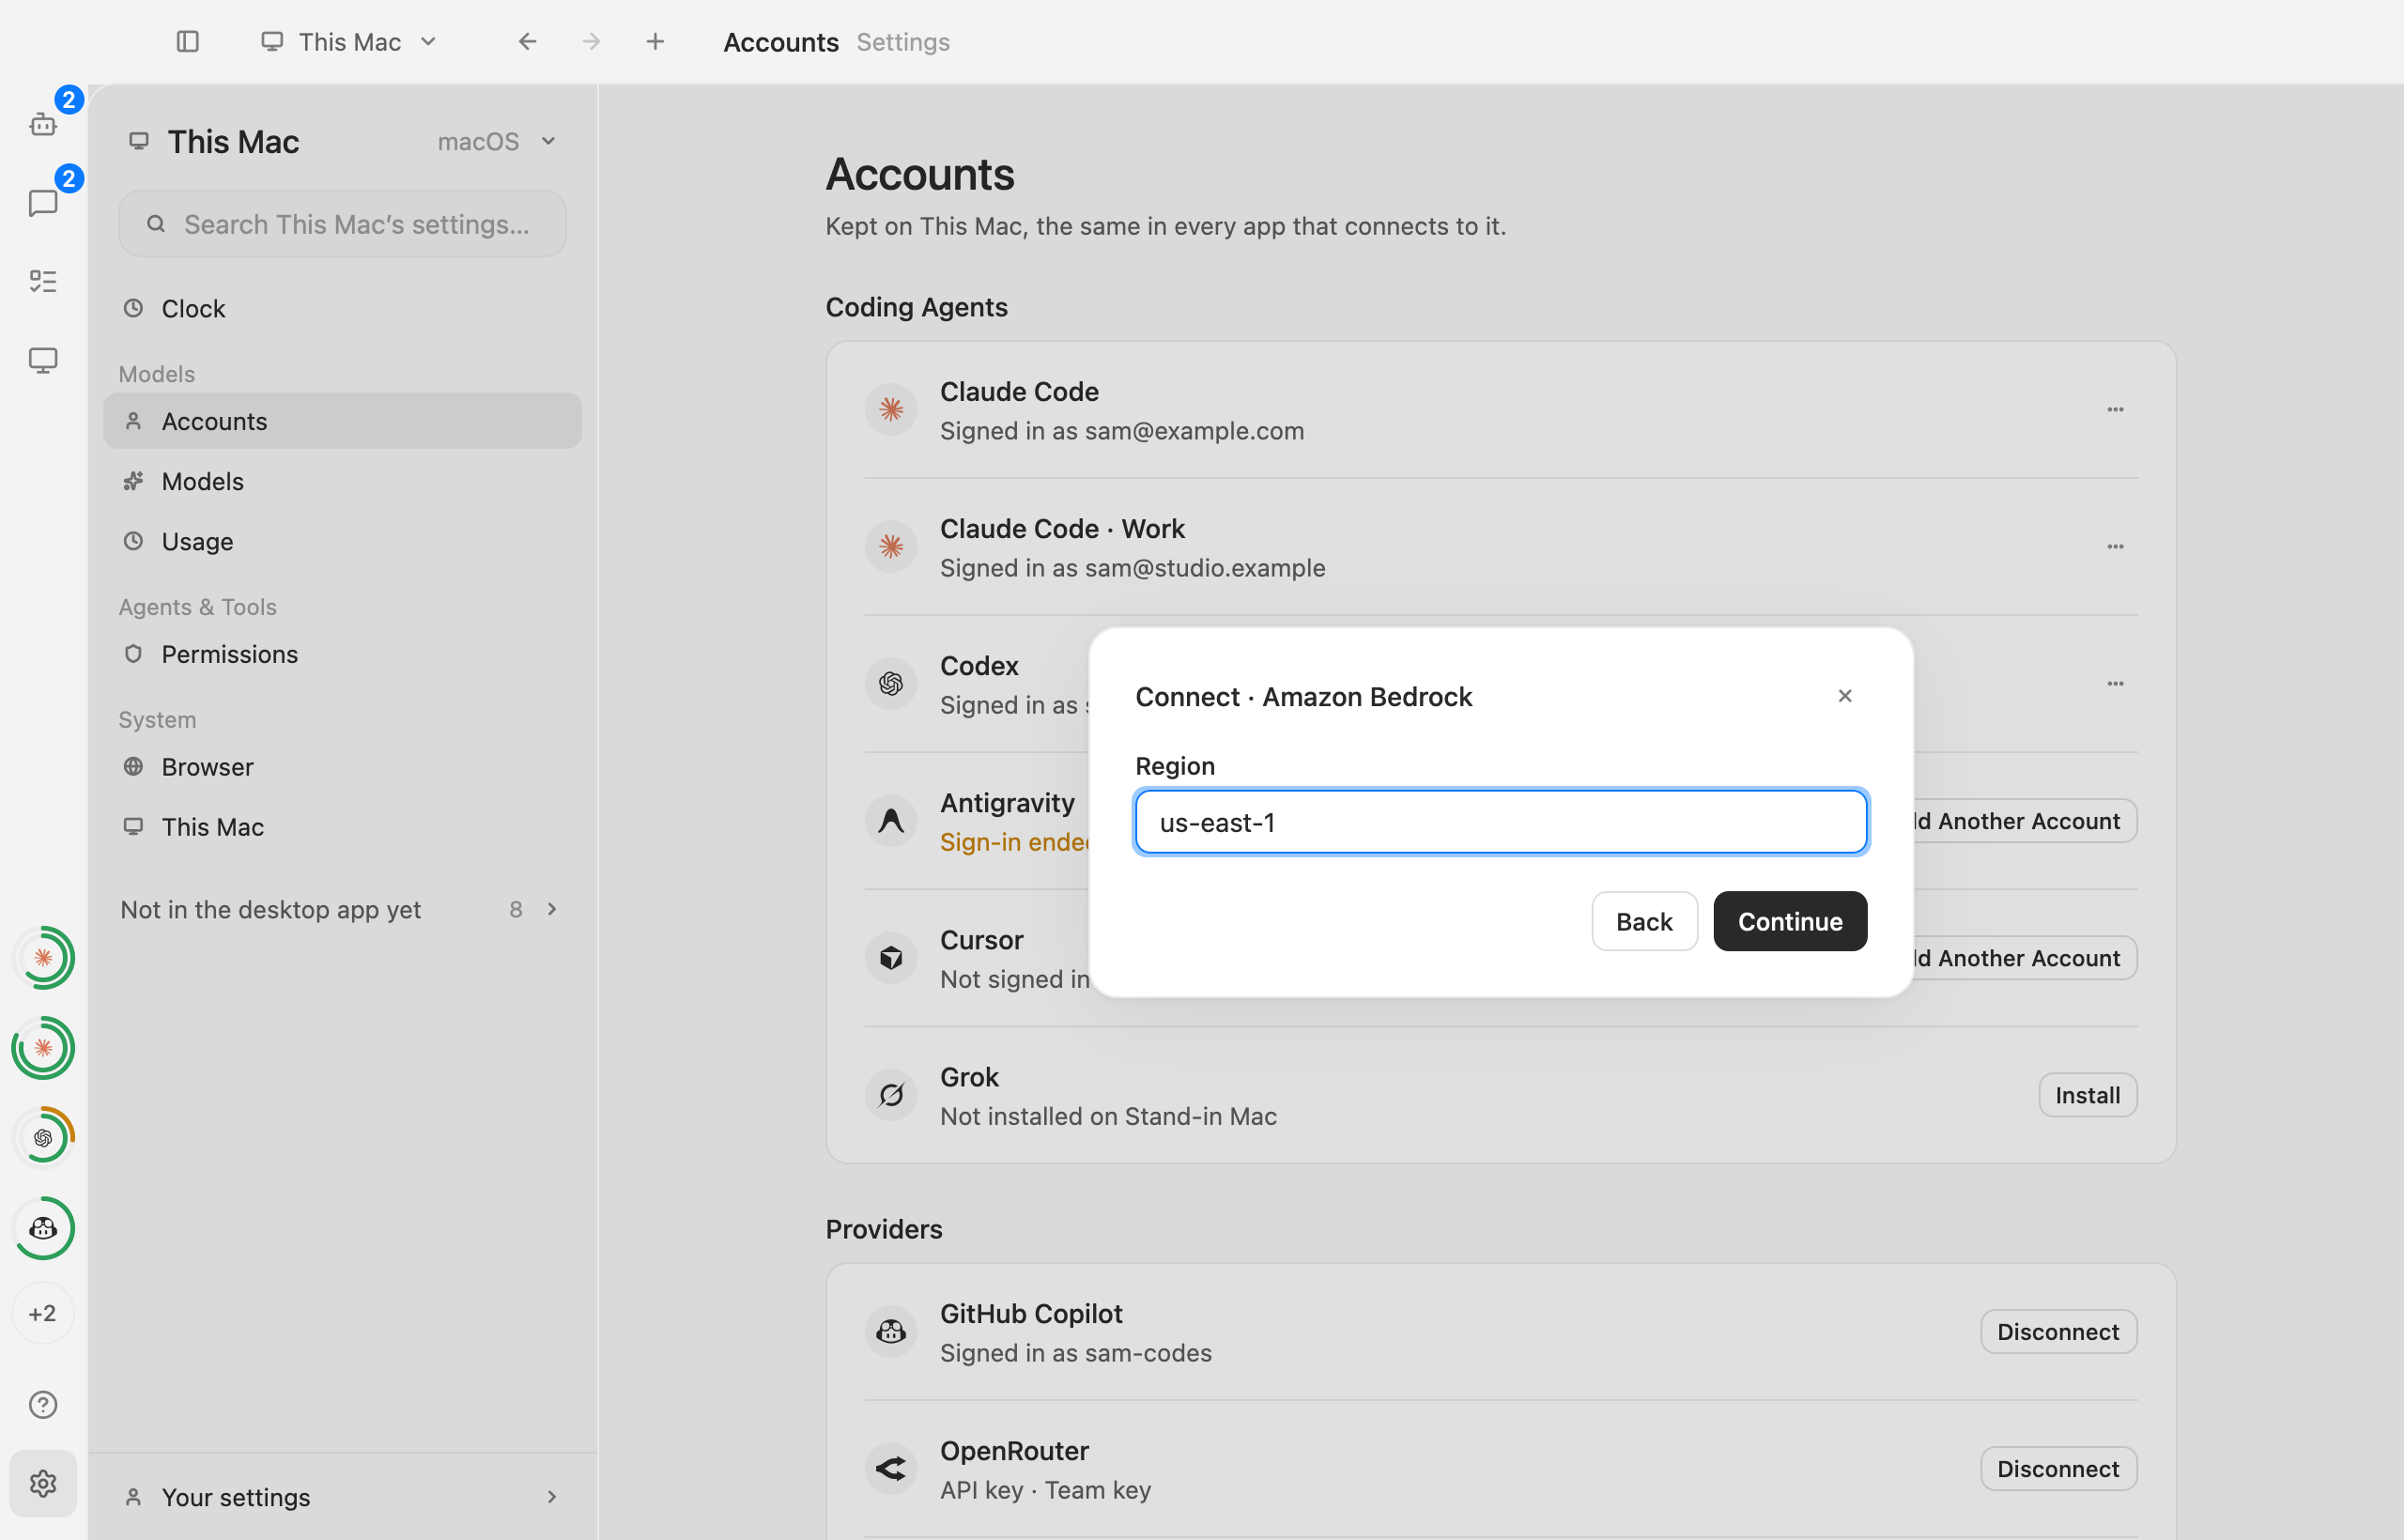 This Mac
Accounts Settings
2
2
This Mac macOS
Search This Mac's settings...
Clock
Models
Accounts
Models
Usage
Agents & Tools
Permissions
System
Browser
This Mac
Not in the desktop app yet 8
+2
Your settings
Accounts
Kept on This Mac, the same in every app that connects to it.
Coding Agents
Claude Code
Signed in as sam@example.com
Claude Code · Work
Signed in as sam@studio.example
Codex
Signed in as
Antigravity
Sign-in ended
Another Account
Cursor
Not signed in
Another Account
Grok
Not installed on Stand-in Mac
Install
Connect · Amazon Bedrock
Region
us-east-1
Back Continue
Providers
GitHub Copilot
Signed in as sam-codes
Disconnect
OpenRouter
API key · Team key
Disconnect